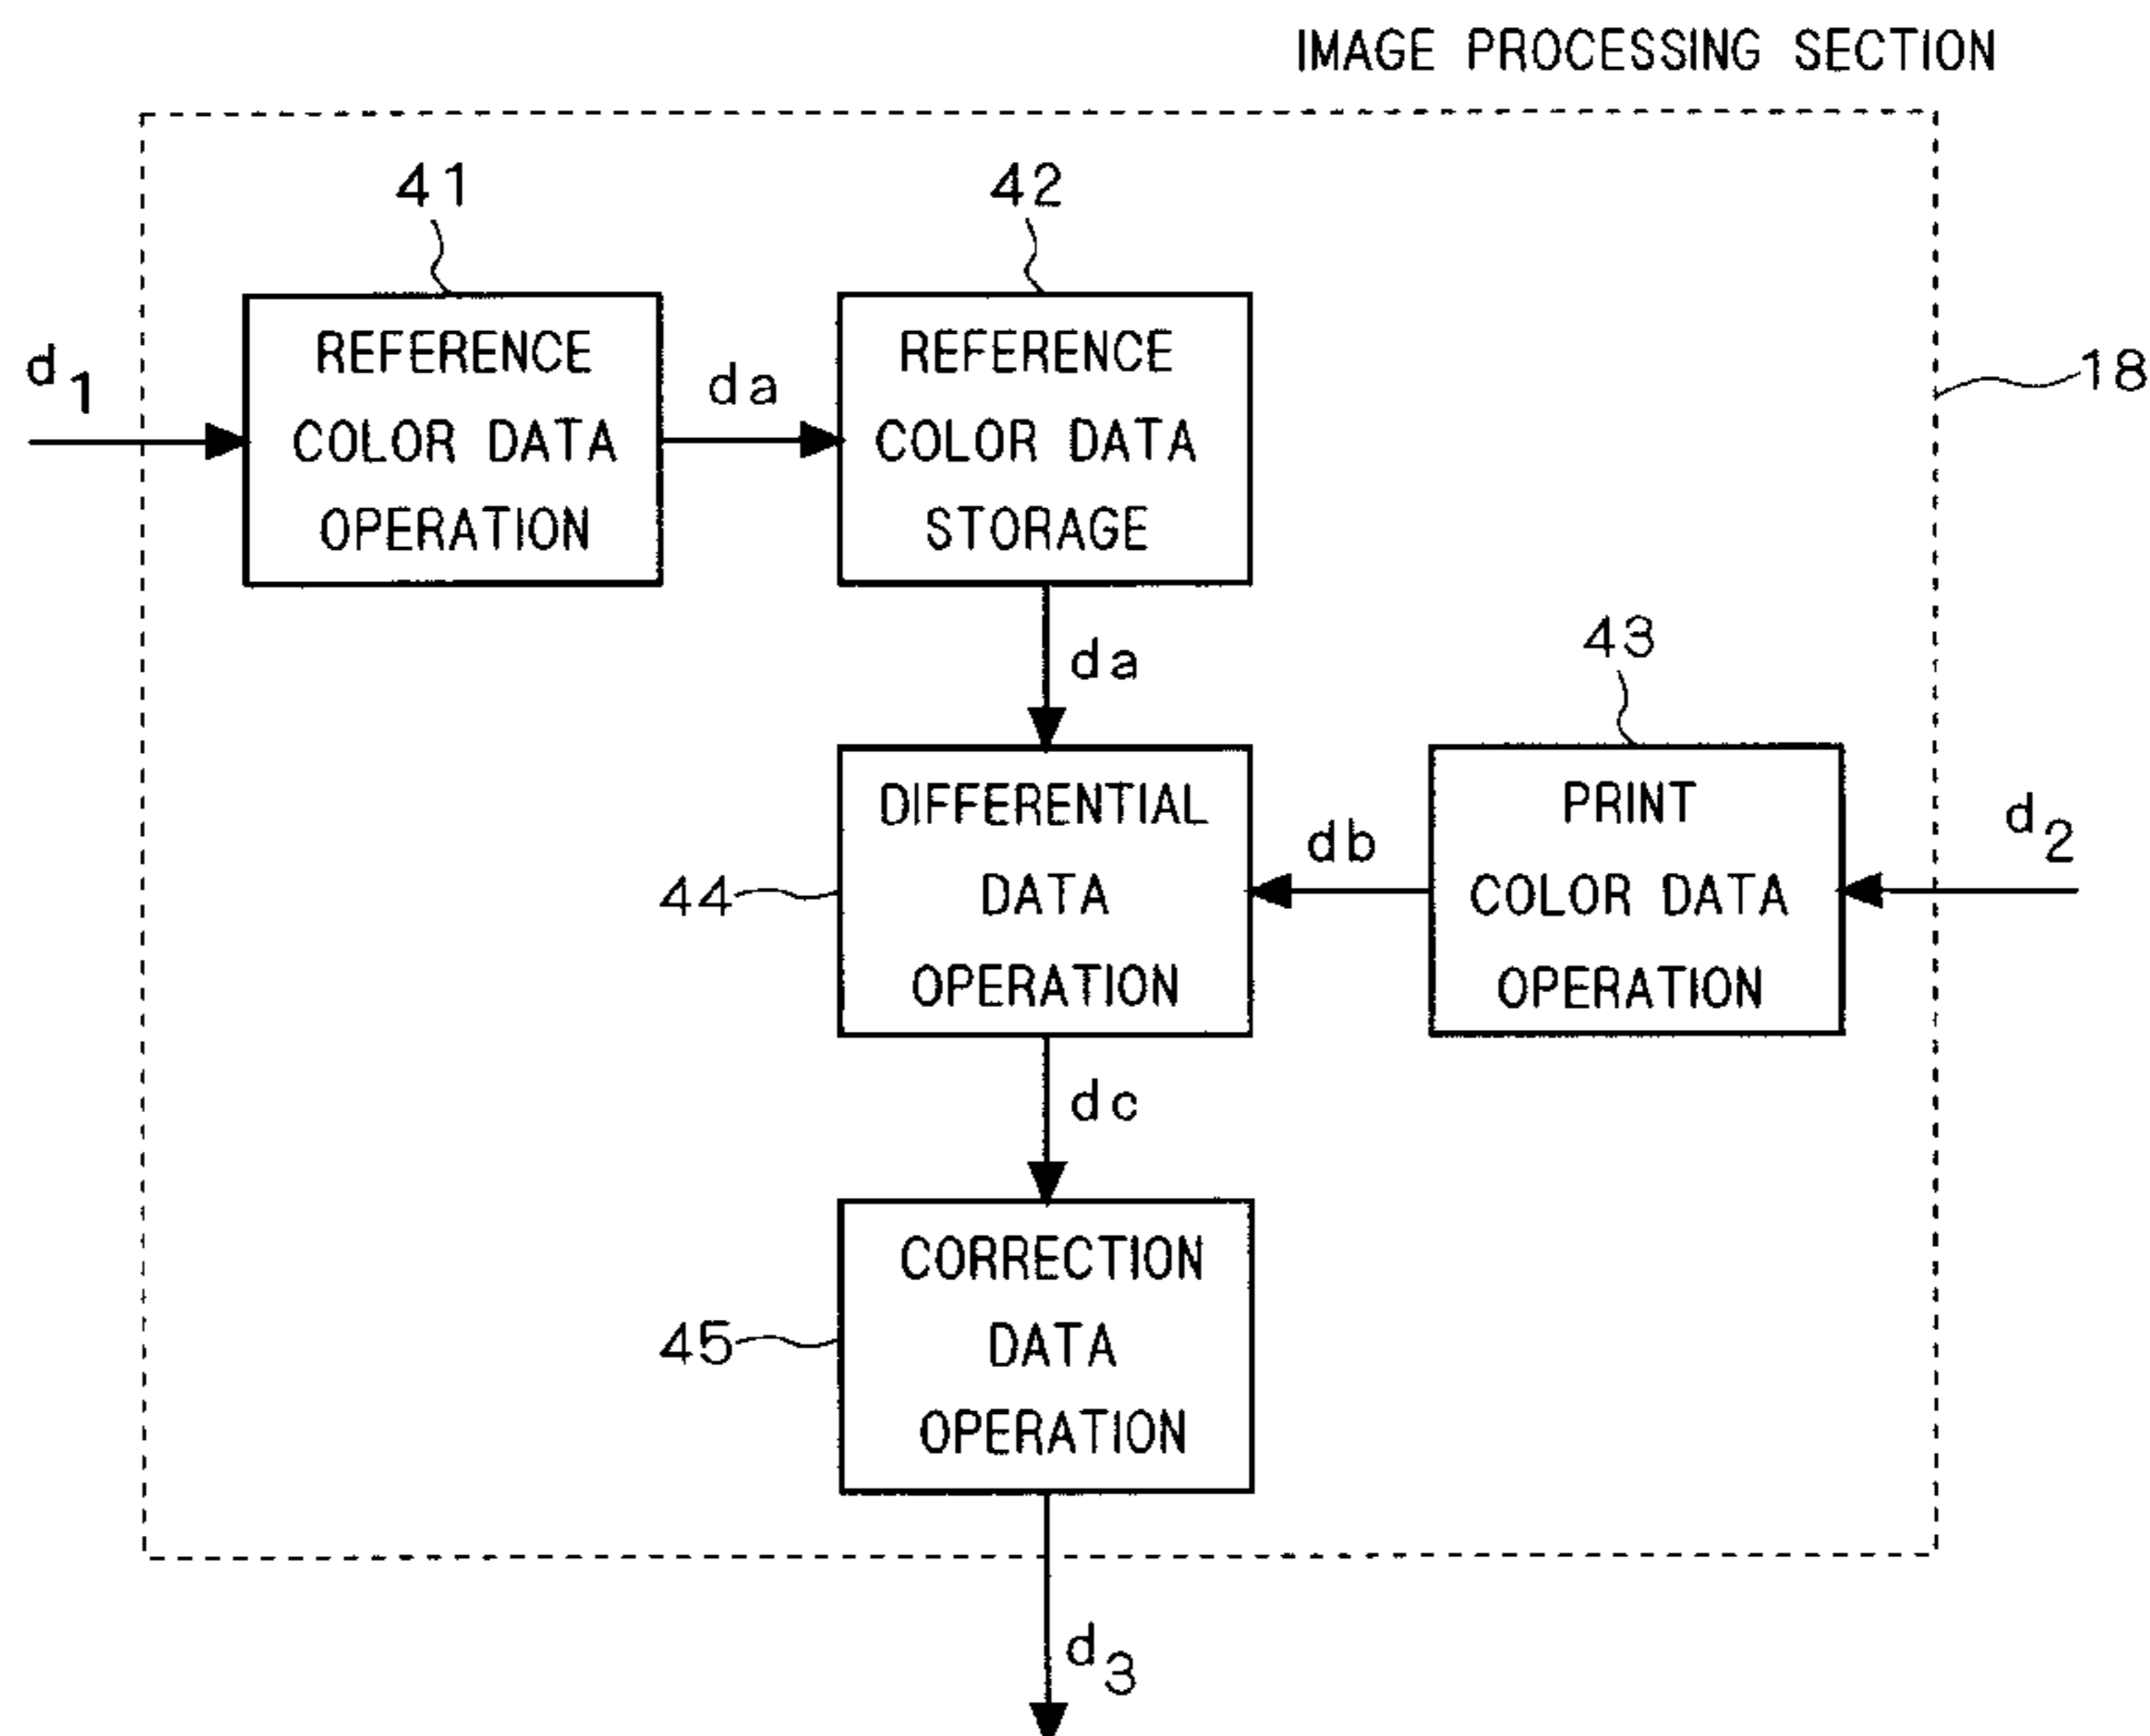 IMAGE PROCESSING SECTION
41
42
d1
REFERENCE
COLOR DATA
OPERATION
da
REFERENCE
COLOR DATA
STORAGE
18
da
43
44
DIFFERENTIAL
DATA
OPERATION
db
PRINT
COLOR DATA
OPERATION
d2
dc
45
CORRECTION
DATA
OPERATION
d3